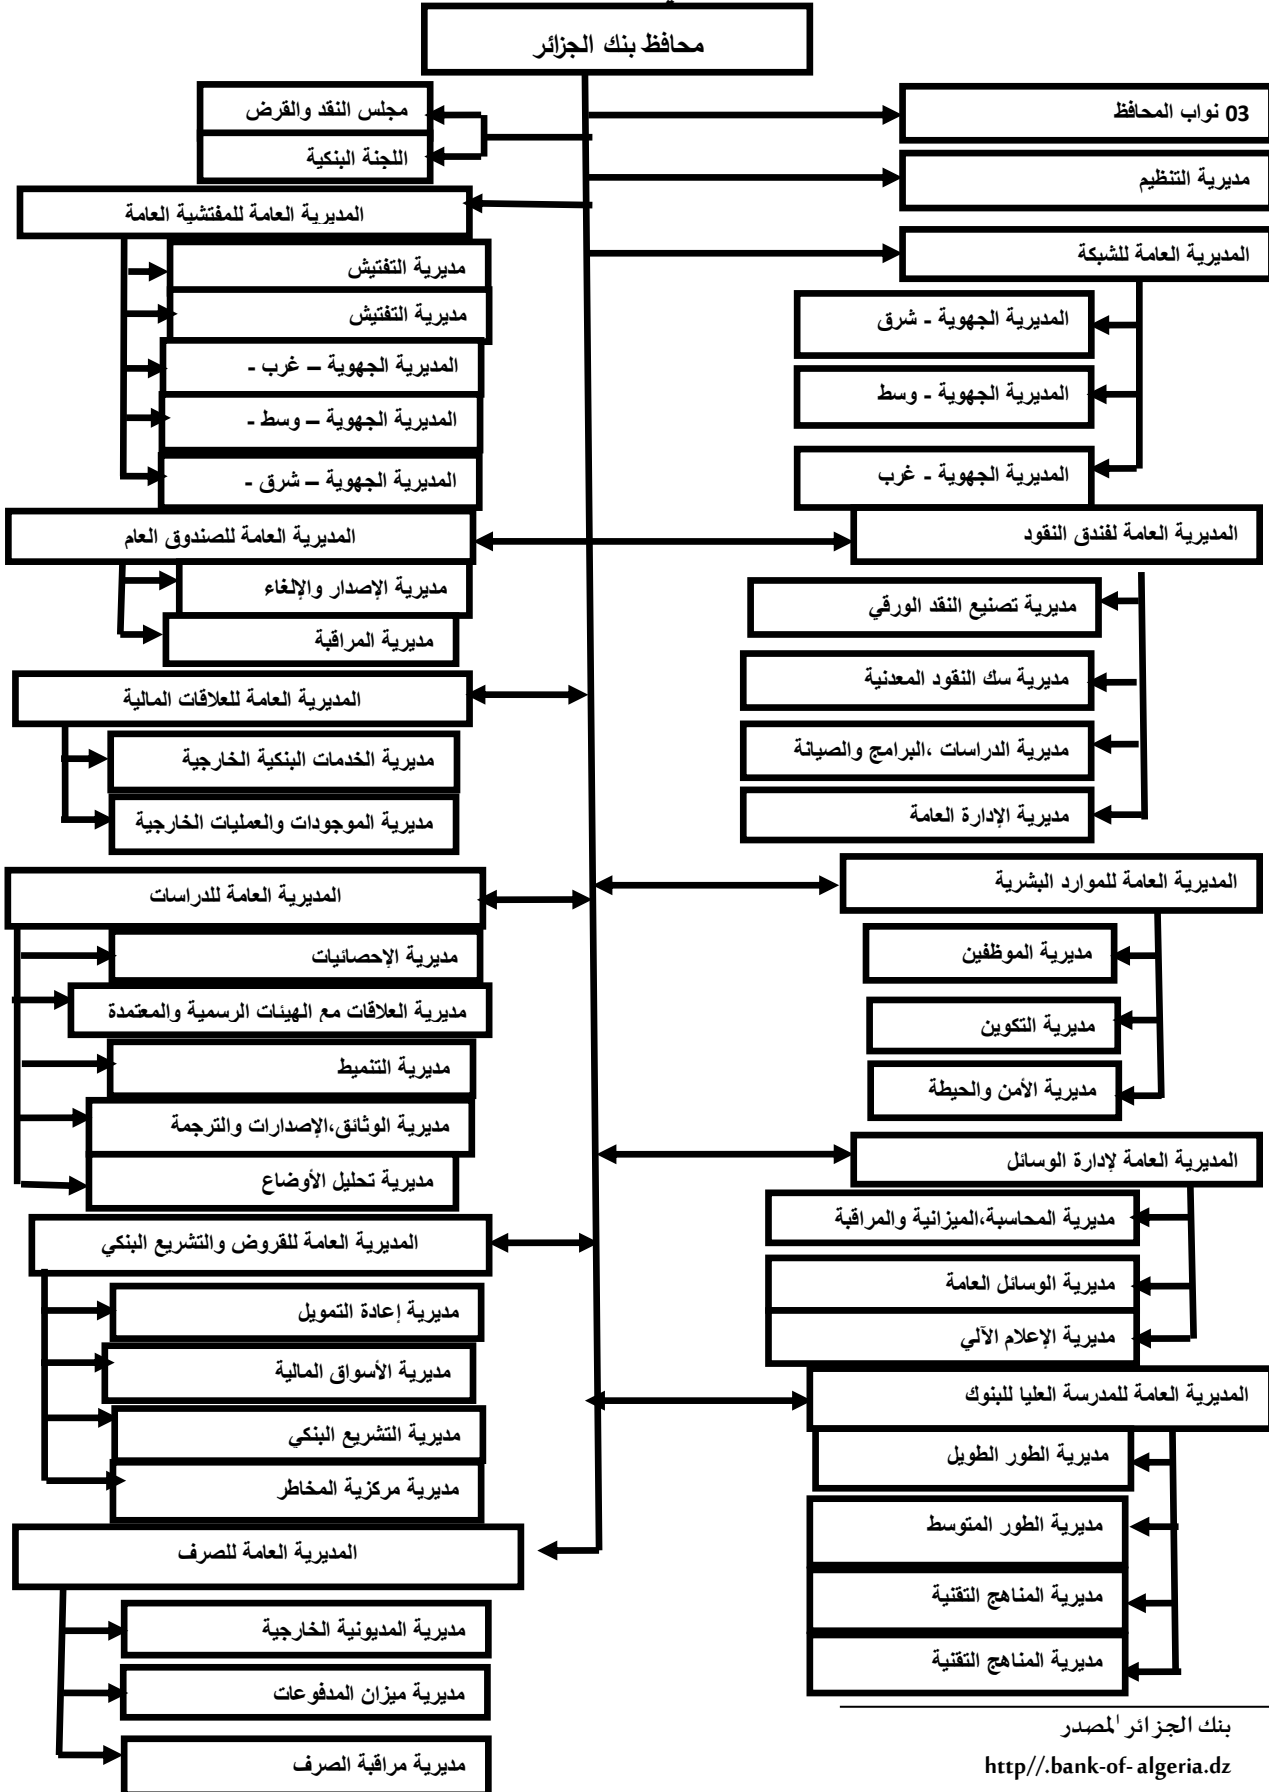 محافظ بنك الجزائر
03 نواب المحافظ
مديرية التنظيم
المديرية العامة للشبكة
المديرية الجهوية - شرق
المديرية الجهوية - وسط
المديرية الجهوية - غرب
المديرية العامة لفندق النقود
مديرية تصنيع النقد الورقي
مديرية سك النقود المعدنية
مديرية الدراسات ،البرامج والصيانة
مديرية الإدارة العامة
المديرية العامة للموارد البشرية
مديرية الموظفين
مديرية التكوين
مديرية الأمن والحيطة
المديرية العامة لإدارة الوسائل
مديرية المحاسبة،الميزانية والمراقبة
مديرية الوسائل العامة
مديرية الإعلام الآلي
المديرية العامة للمدرسة العليا للبنوك
مديرية الطور الطويل
مديرية الطور المتوسط
مديرية المناهج التقنية
مديرية المناهج التقنية
مجلس النقد والقرض
اللجنة البنكية
المديرية العامة للمفتشية العامة
مديرية التفتيش
مديرية التفتيش
المديرية الجهوية – غرب -
المديرية الجهوية – وسط -
المديرية الجهوية – شرق -
المديرية العامة للصندوق العام
مديرية الإصدار والإلغاء
مديرية المراقبة
المديرية العامة للعلاقات المالية
مديرية الخدمات البنكية الخارجية
مديرية الموجودات والعمليات الخارجية
المديرية العامة للدراسات
مديرية الإحصائيات
مديرية العلاقات مع الهيئات الرسمية والمعتمدة
مديرية التنميط
مديرية الوثائق،الإصدارات والترجمة
مديرية تحليل الأوضاع
المديرية العامة للقروض والتشريع البنكي
مديرية إعادة التمويل
مديرية الأسواق المالية
مديرية التشريع البنكي
مديرية مركزية المخاطر
المديرية العامة للصرف
مديرية المديونية الخارجية
مديرية ميزان المدفوعات
مديرية مراقبة الصرف
بنك الجزائر ¹لمصدر
http//.bank-of- algeria.dz